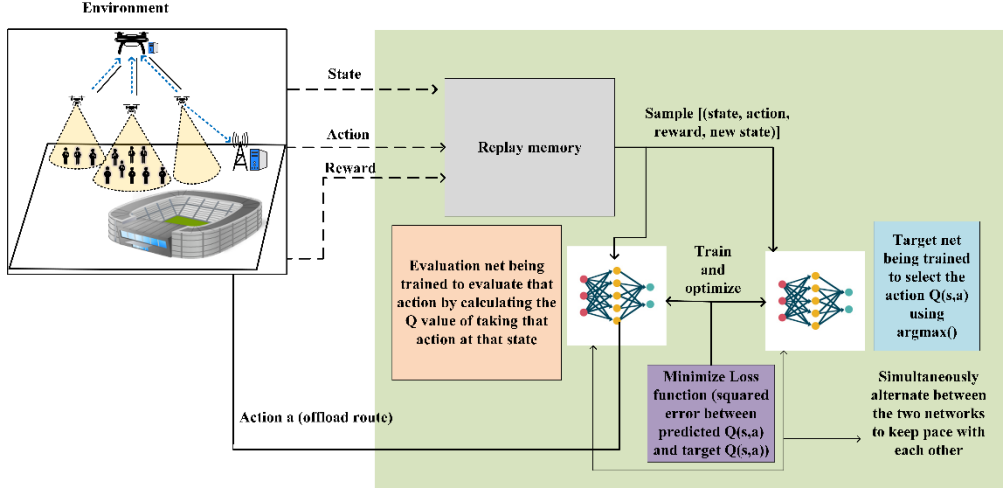 Environment
State
Action
Reward
Replay memory
Sample [(state, action,
reward, new state)]
Evaluation net being
trained to evaluate that
action by calculating the
Q value of taking that
action at that state
Train
and
optimize
Target net
being trained
to select the
action Q(s,a)
using
argmax()
Action a (offload route)
Minimize Loss
function (squared
error between
predicted Q(s,a)
and target Q(s,a))
Simultaneously
alternate between
the two networks
to keep pace with
each other